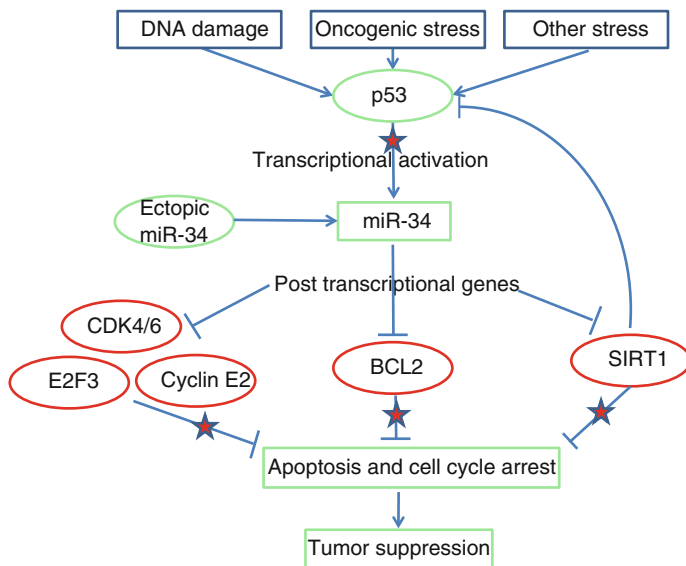 DNA damage
Oncogenic stress
Other stress
p53
Transcriptional activation
Ectopic
miR-34
miR-34
Post transcriptional genes
CDK4/6
E2F3
Cyclin E2
BCL2
SIRT1
Apoptosis and cell cycle arrest
Tumor suppression